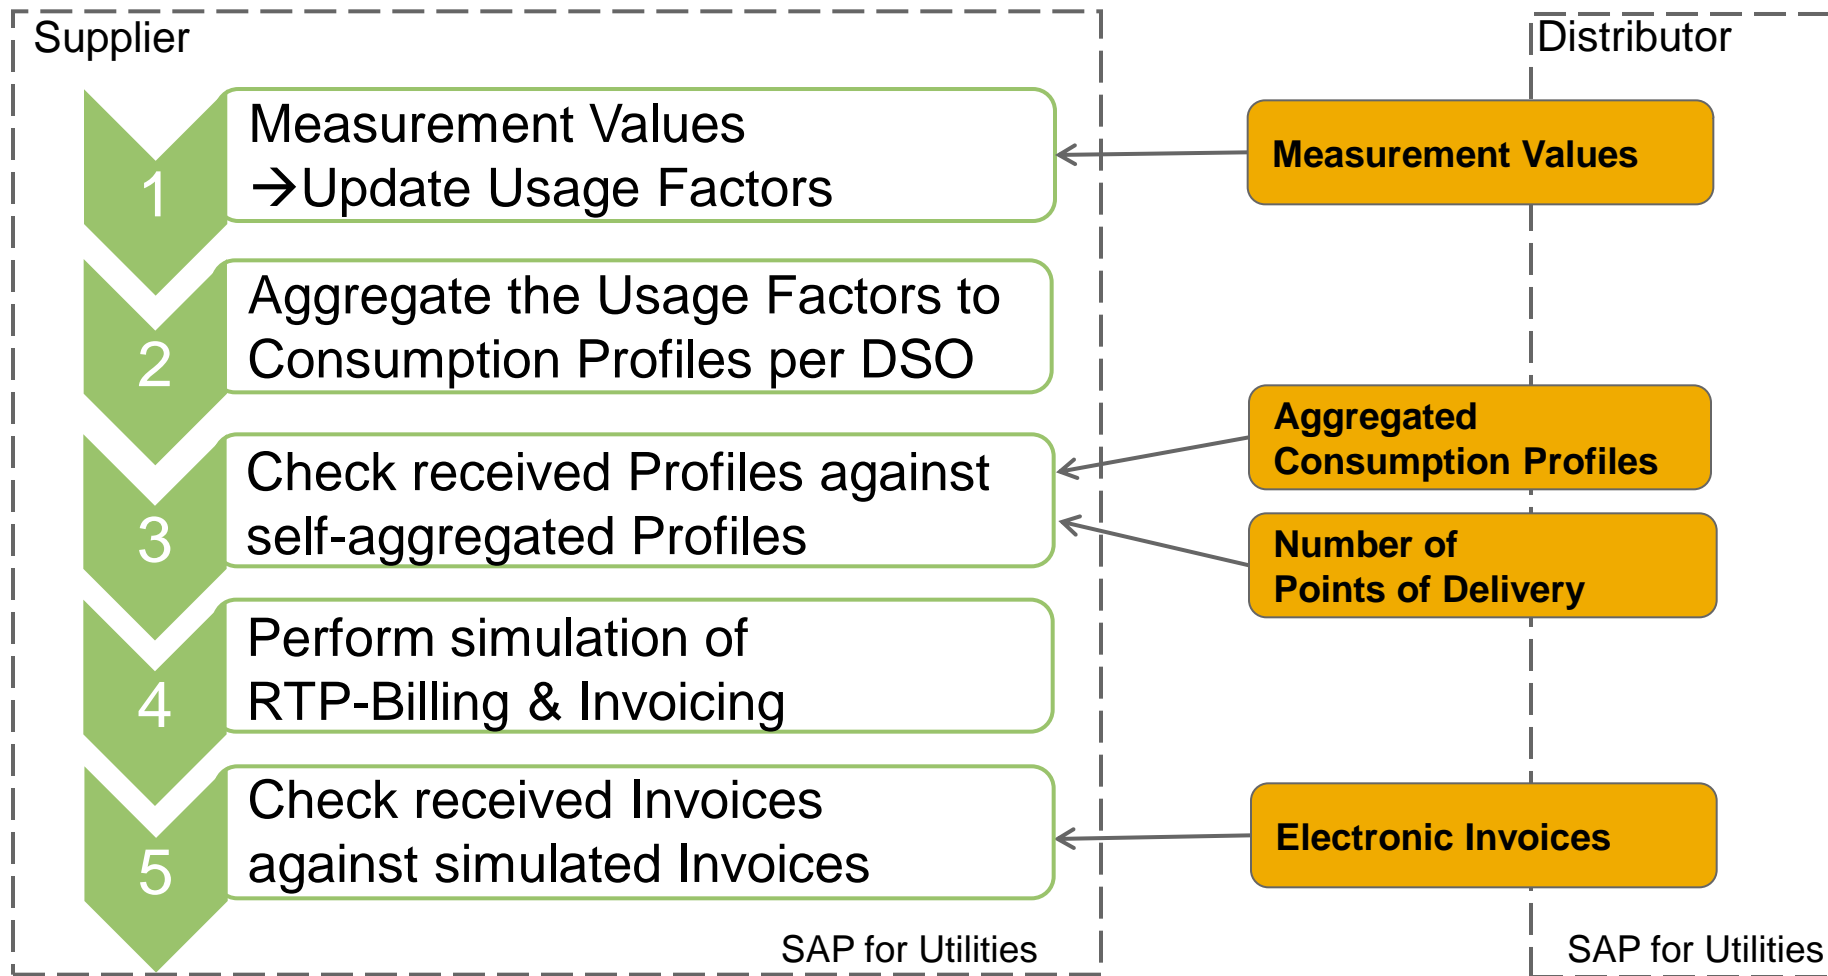 Supplier
Distributor
1
Measurement Values
→Update Usage Factors
Measurement Values
2
Aggregate the Usage Factors to
Consumption Profiles per DSO
3
Check received Profiles against
self-aggregated Profiles
Aggregated
Consumption Profiles
Number of
Points of Delivery
4
Perform simulation of
RTP-Billing & Invoicing
5
Check received Invoices
against simulated Invoices
Electronic Invoices
SAP for Utilities
SAP for Utilities